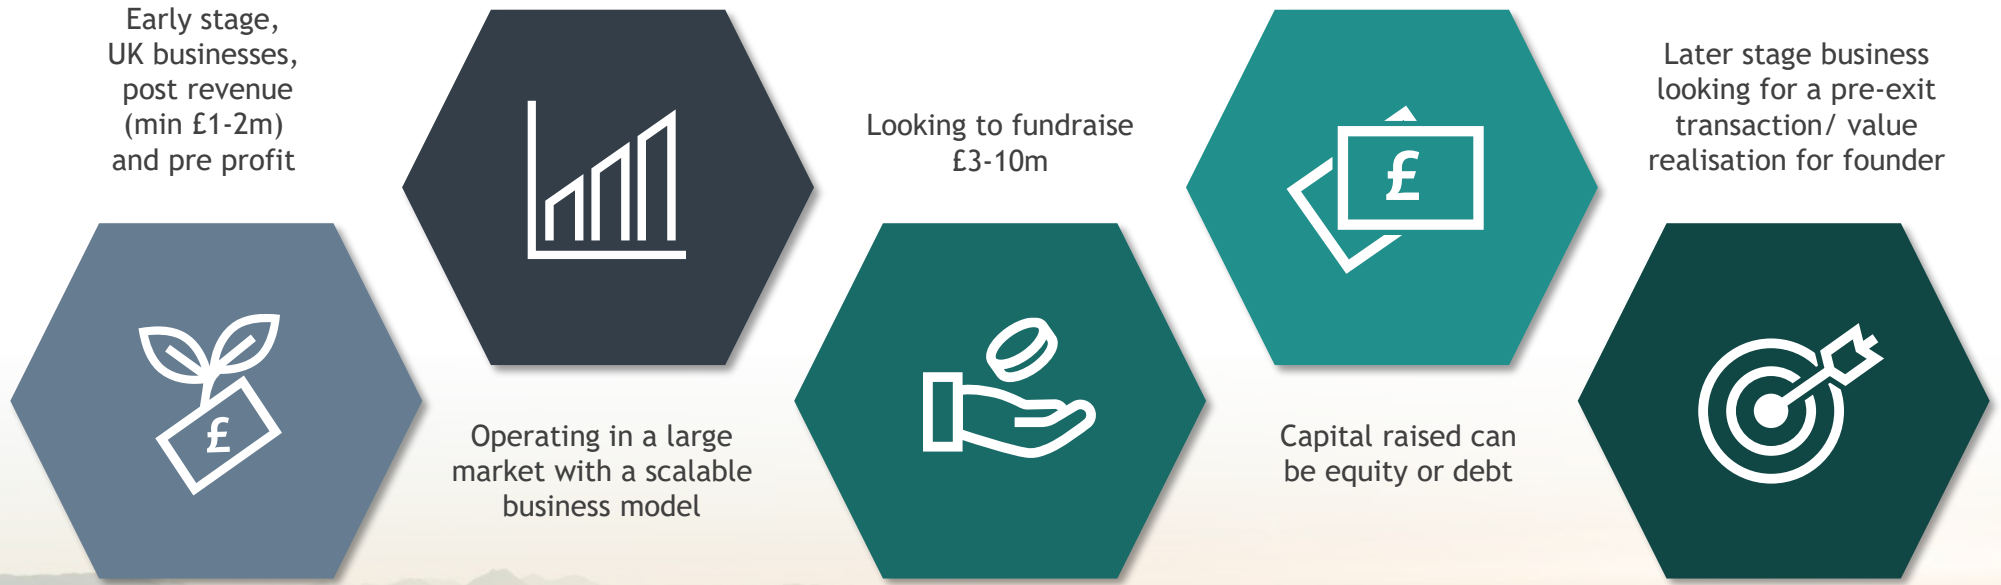 Early stage,
UK businesses,
post revenue
(min £1-2m)
and pre profit
£
Operating in a large
market with a scalable
business model
Looking to fundraise
£3-10m
£
Capital raised can
be equity or debt
Later stage business
looking for a pre-exit
transaction/ value
realisation for founder